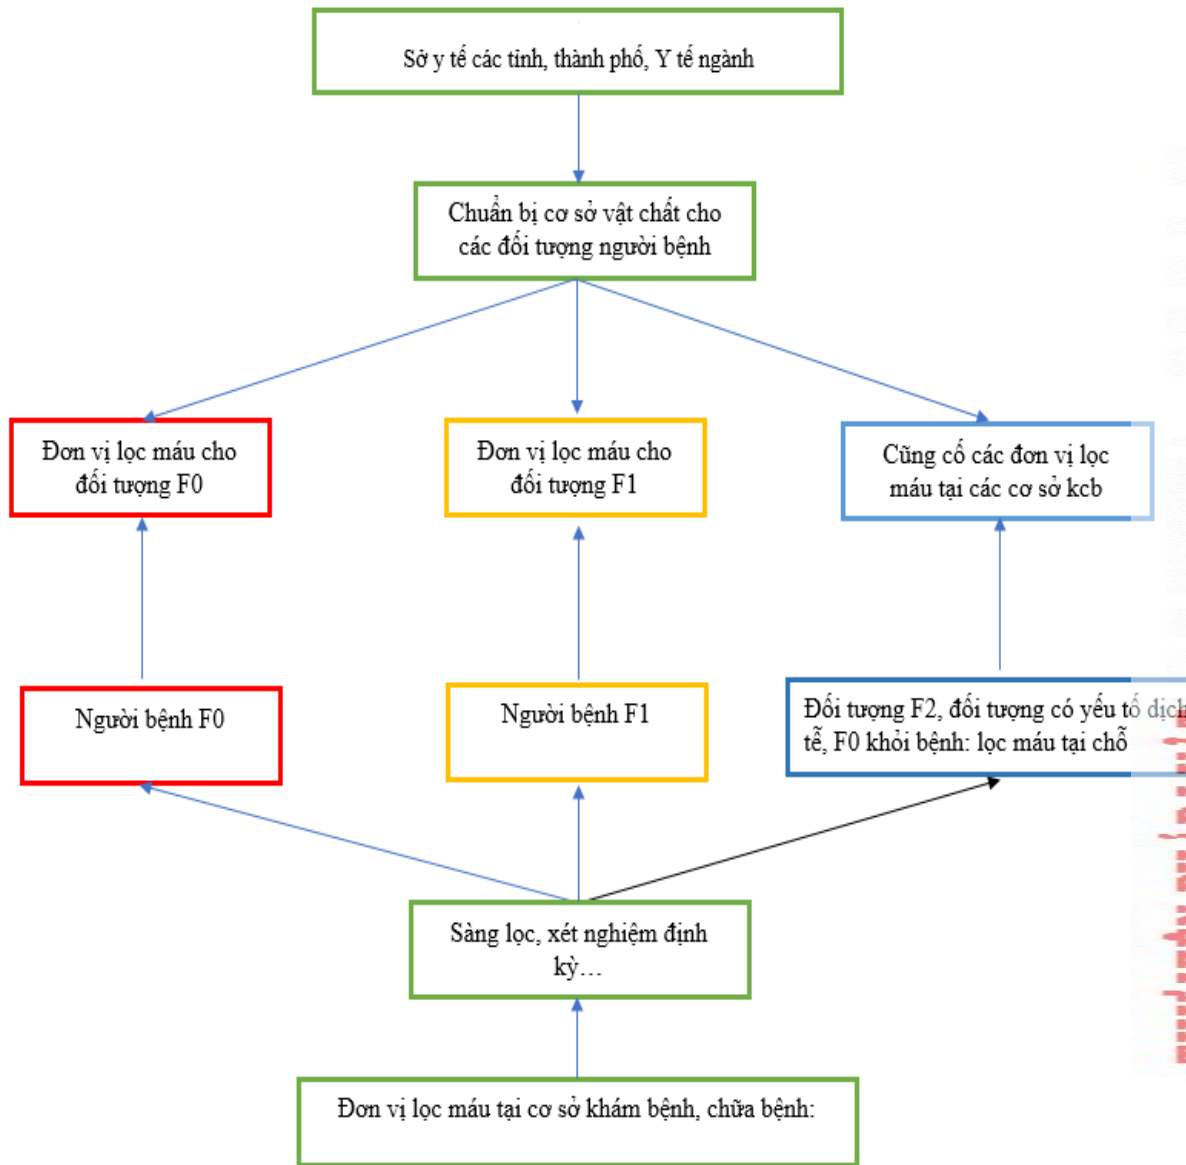 Sở y tế các tỉnh, thành phố, Y tế ngành
Chuẩn bị cơ sở vật chất cho
các đối tượng người bệnh
Đơn vị lọc máu cho
đối tượng F0
Đơn vị lọc máu cho
đối tượng F1
Cũng cố các đơn vị lọc
máu tại các cơ sở kcb
Người bệnh F0
Người bệnh F1
Đối tượng F2, đối tượng có yếu tố dịch
tễ, F0 khỏi bệnh: lọc máu tại chỗ
Sàng lọc, xét nghiệm định
kỳ…
Đơn vị lọc máu tại cơ sở khám bệnh, chữa bệnh: